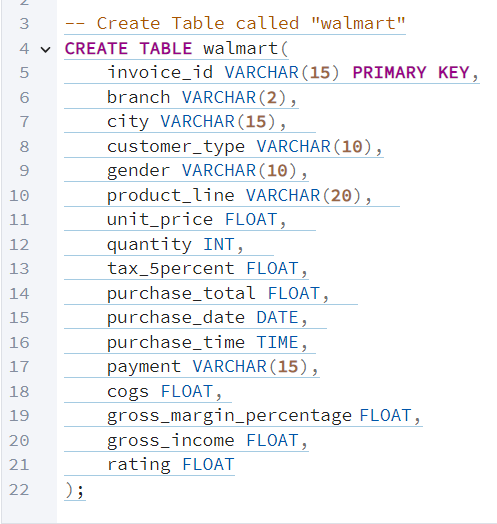 3 -- Create Table called "walmart"
4 CREATE TABLE walmart(
5 invoice_id VARCHAR(15) PRIMARY KEY,
6 branch VARCHAR(2),
7 city VARCHAR(15),
8 customer_type VARCHAR(10),
9 gender VARCHAR(10),
10 product_line VARCHAR(20),
11 unit_price FLOAT,
12 quantity INT,
13 tax_5percent FLOAT,
14 purchase_total FLOAT,
15 purchase_date DATE,
16 purchase_time TIME,
17 payment VARCHAR(15),
18 cogs FLOAT,
19 gross_margin_percentage FLOAT,
20 gross_income FLOAT,
21 rating FLOAT
22 );